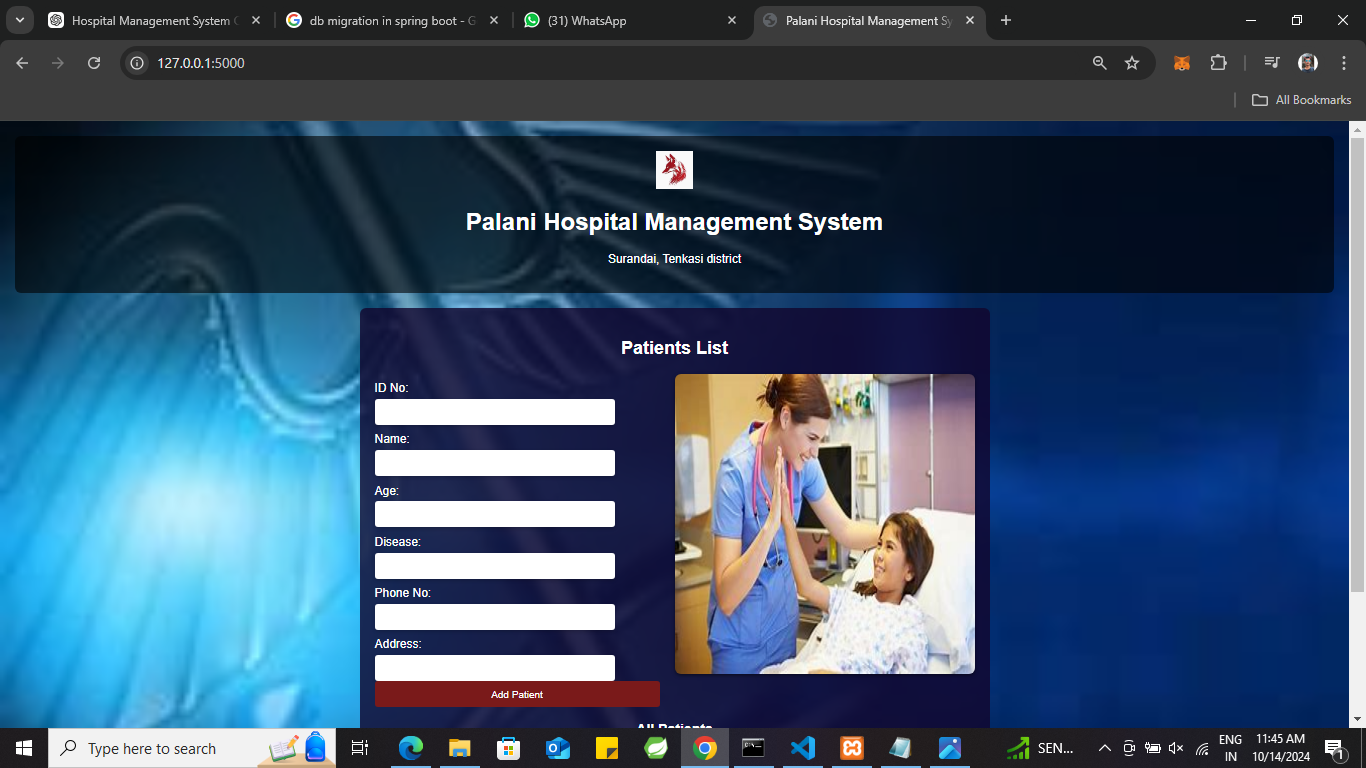 Hospital Management System
db migration in spring boot - G
(31) WhatsApp
Palani Hospital Management Sy
127.0.0.1:5000
All Bookmarks
Palani Hospital Management System
Surandai, Tenkasi district
Patients List
ID No:
Name:
Age:
Disease:
Phone No:
Address:
Add Patient
All Patients
Type here to search
SEN...
ENG
IN
11:45 AM
10/14/2024
1